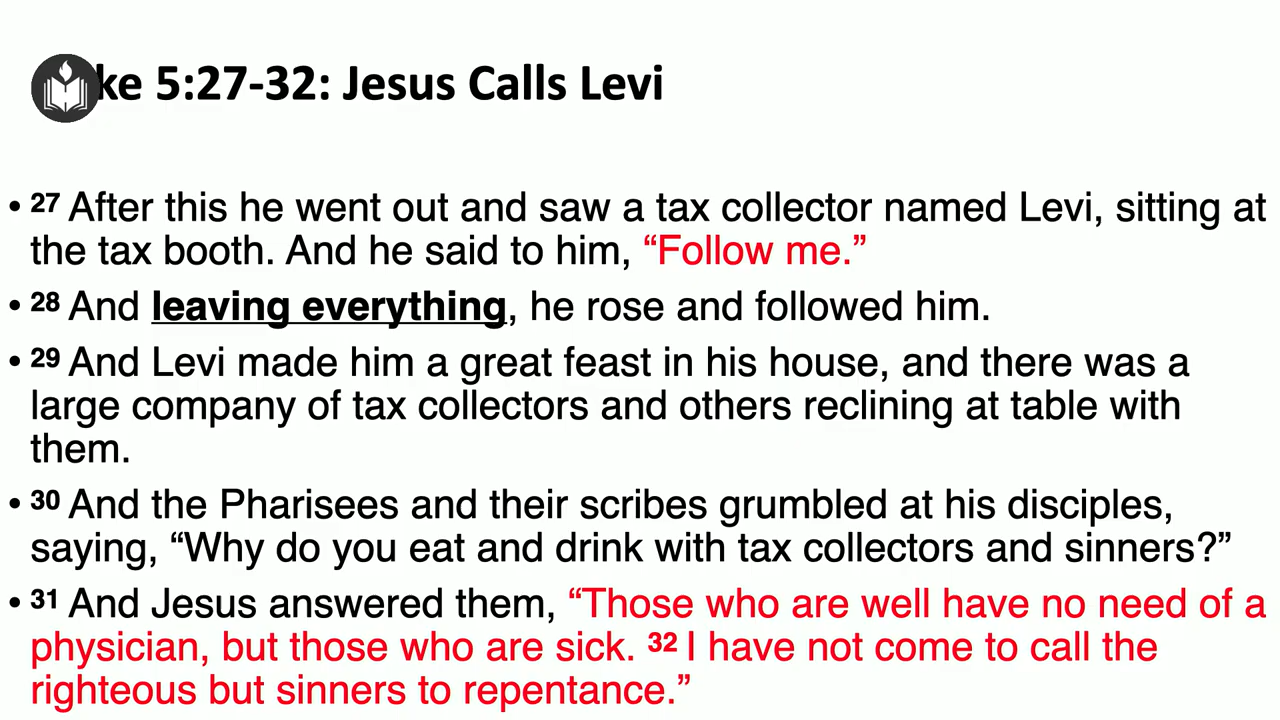 ke 5:27-32: Jesus Calls Levi
• 27 After this he went out and saw a tax collector named Levi, sitting at
the tax booth. And he said to him, “Follow me.”
• 28 And leaving everything, he rose and followed him.
• 29 And Levi made him a great feast in his house, and there was a
large company of tax collectors and others reclining at table with
them.
• 30 And the Pharisees and their scribes grumbled at his disciples,
saying, “Why do you eat and drink with tax collectors and sinners?”
• 31 And Jesus answered them, “Those who are well have no need of a
physician, but those who are sick. 32 I have not come to call the
righteous but sinners to repentance.”